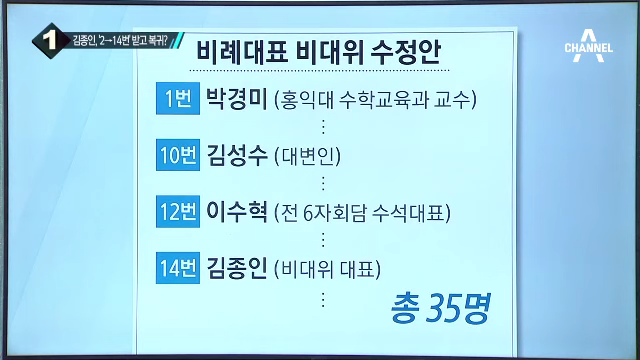 1 김종인, '2→14번' 받고 복귀?
CHANNEL A
비례대표 비대위 수정안
1번 박경미 (홍익대 수학교육과 교수)
10번 김성수 (대변인)
12번 이수혁 (전 6자회담 수석대표)
14번 김종인 (비대위 대표)
총 35명